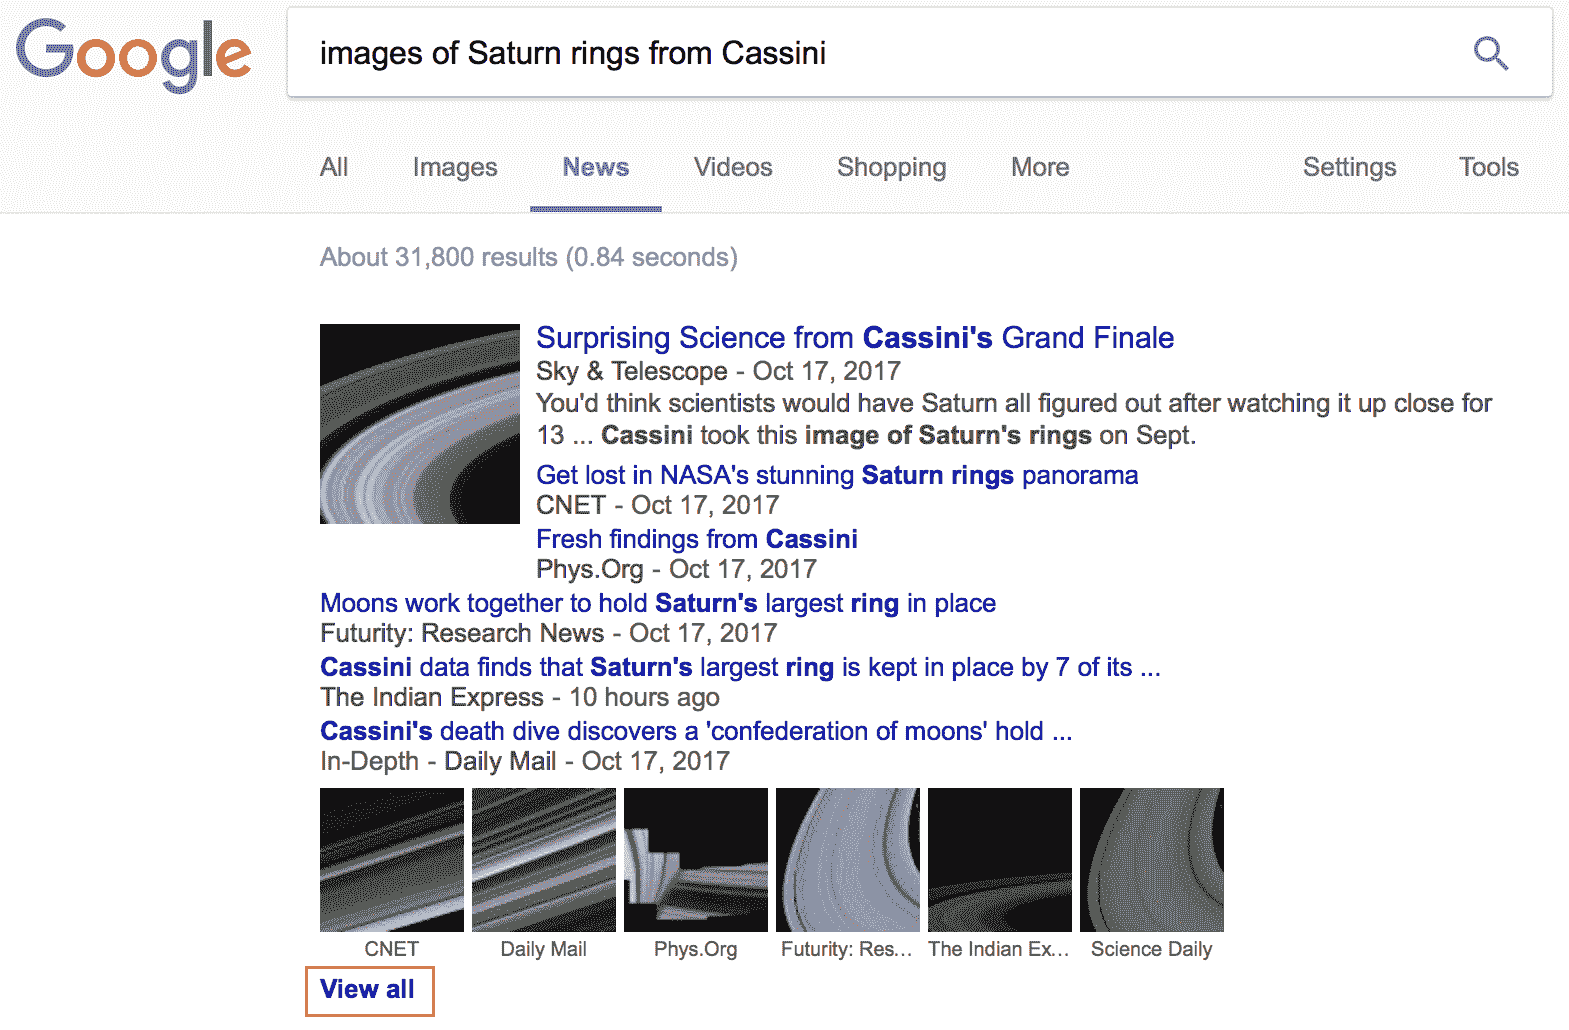 Google
images of Saturn rings from Cassini
All Images News Videos Shopping More Settings Tools
About 31,800 results (0.84 seconds)
Surprising Science from Cassini's Grand Finale
Sky & Telescope - Oct 17, 2017
You'd think scientists would have Saturn all figured out after watching it up close for
13 ... Cassini took this image of Saturn's rings on Sept.
Get lost in NASA's stunning Saturn rings panorama
CNET - Oct 17, 2017
Fresh findings from Cassini
Phys.Org - Oct 17, 2017
Moons work together to hold Saturn's largest ring in place
Futurity: Research News - Oct 17, 2017
Cassini data finds that Saturn's largest ring is kept in place by 7 of its ...
The Indian Express - 10 hours ago
Cassini's death dive discovers a 'confederation of moons' hold ...
In-Depth - Daily Mail - Oct 17, 2017
CNET Daily Mail Phys.Org Futurity: Res... The Indian Ex... Science Daily
View all